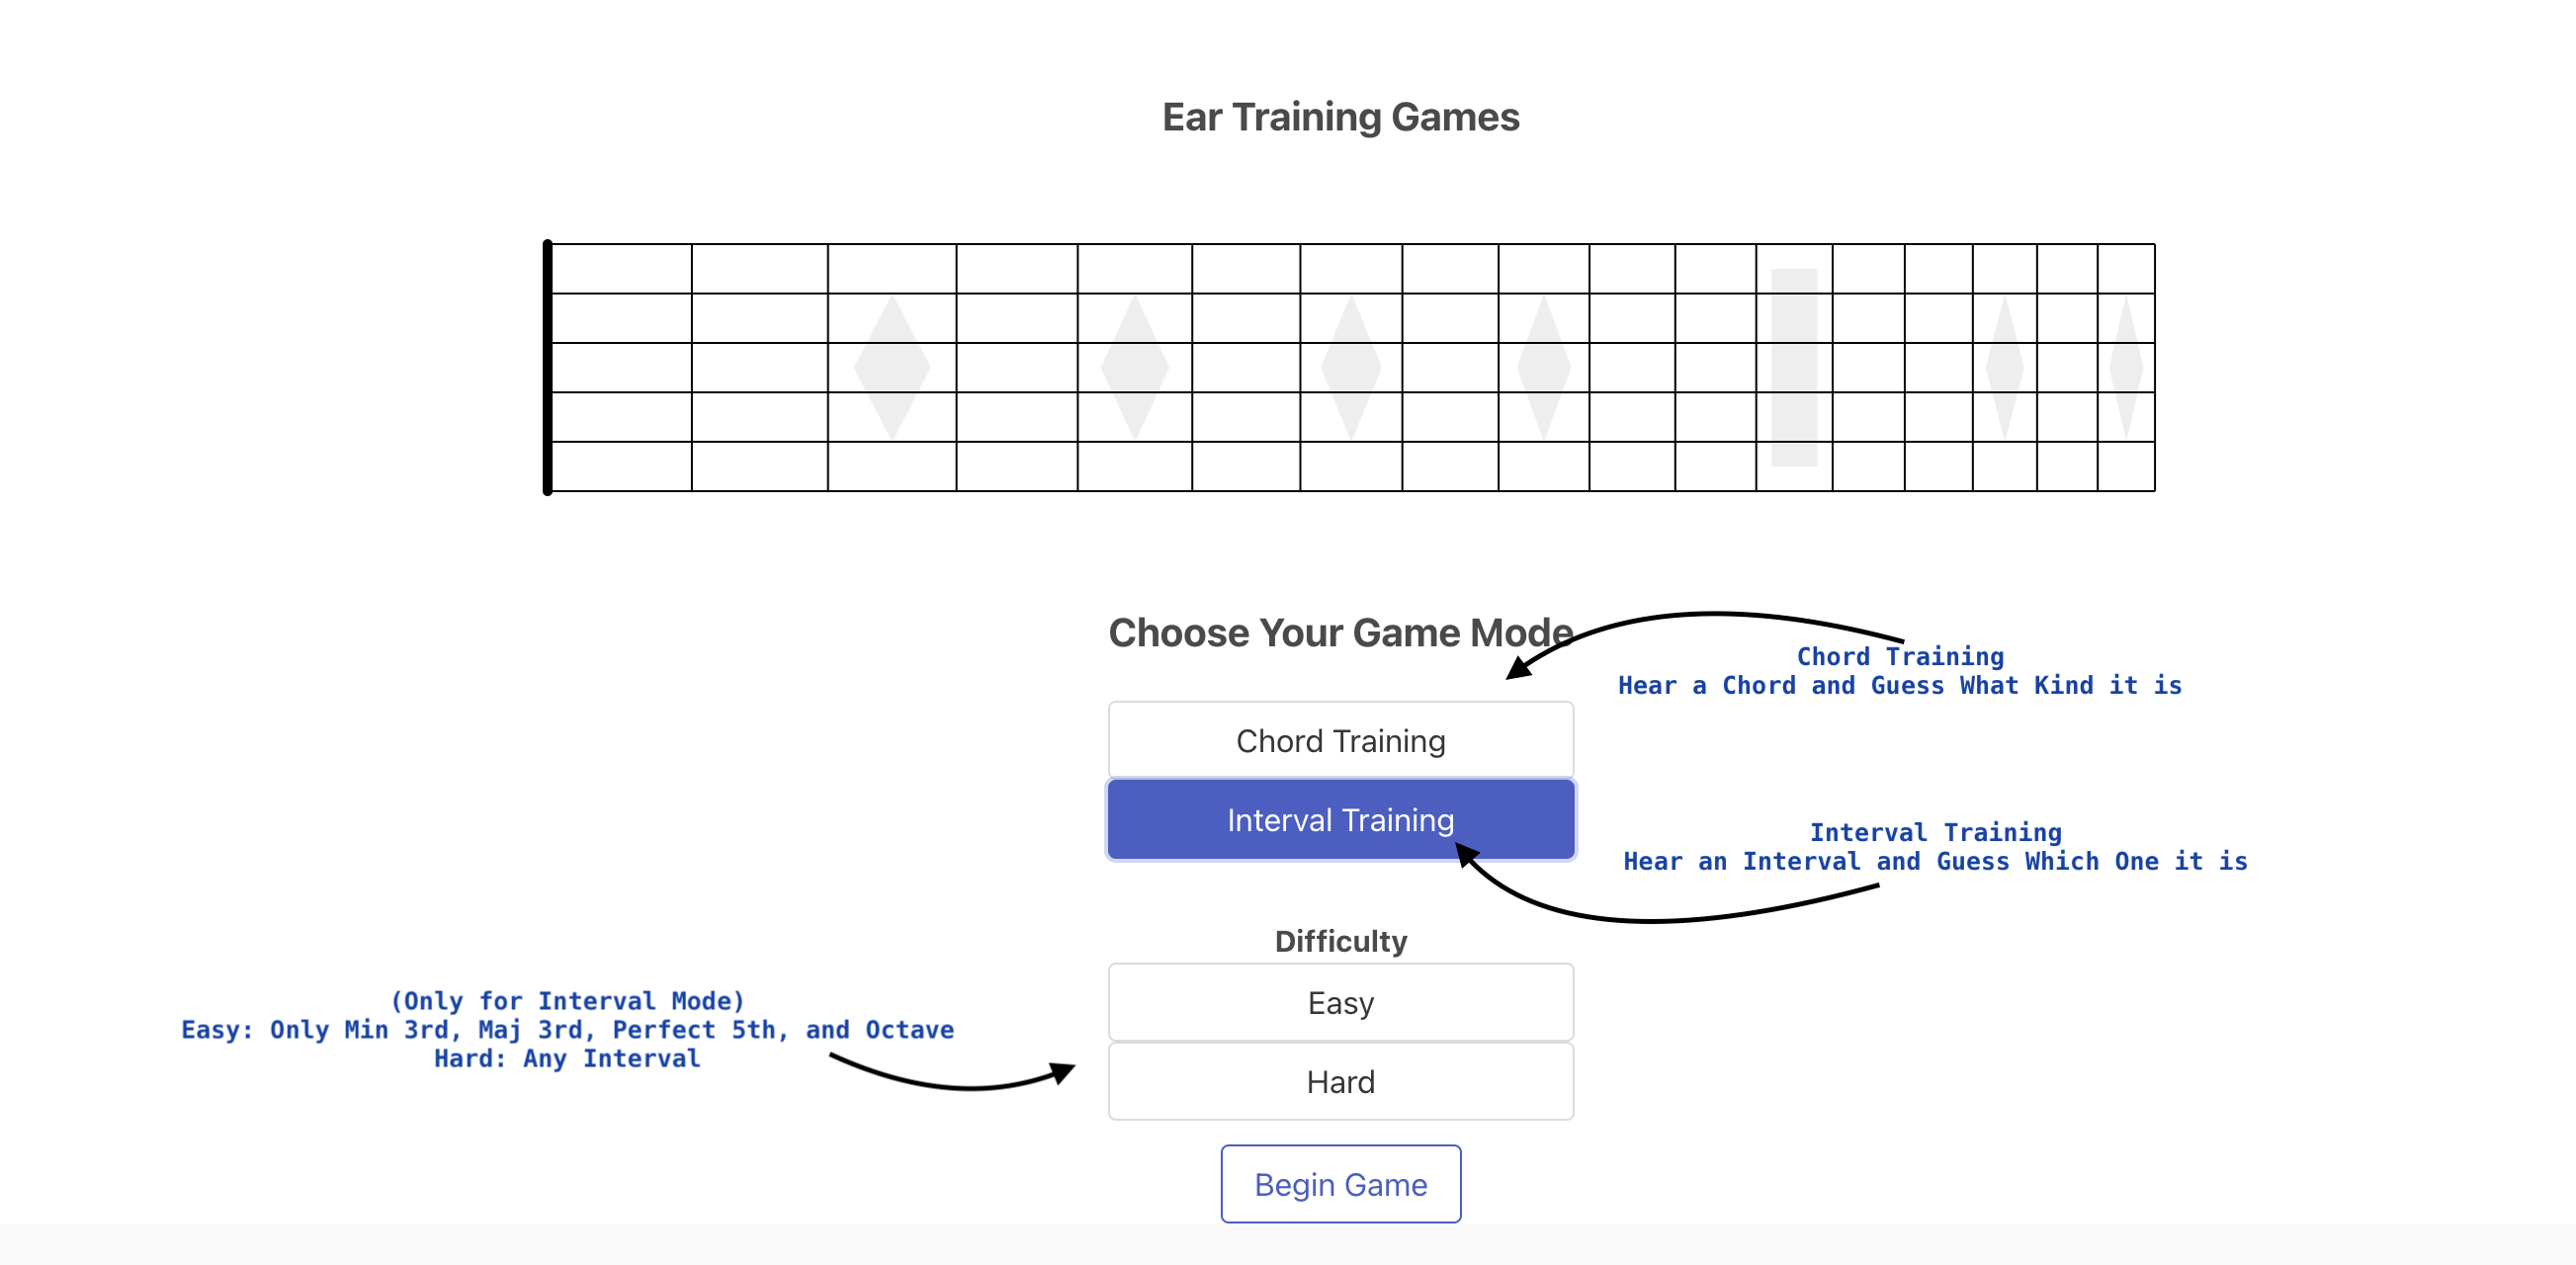 Ear Training Games
Choose Your Game Mode
Chord Training
Hear a Chord and Guess What Kind it is
Chord Training
Interval Training
Interval Training
Hear an Interval and Guess Which One it is
Difficulty
(Only for Interval Mode)
Easy: Only Min 3rd, Maj 3rd, Perfect 5th, and Octave
Hard: Any Interval
Easy
Hard
Begin Game